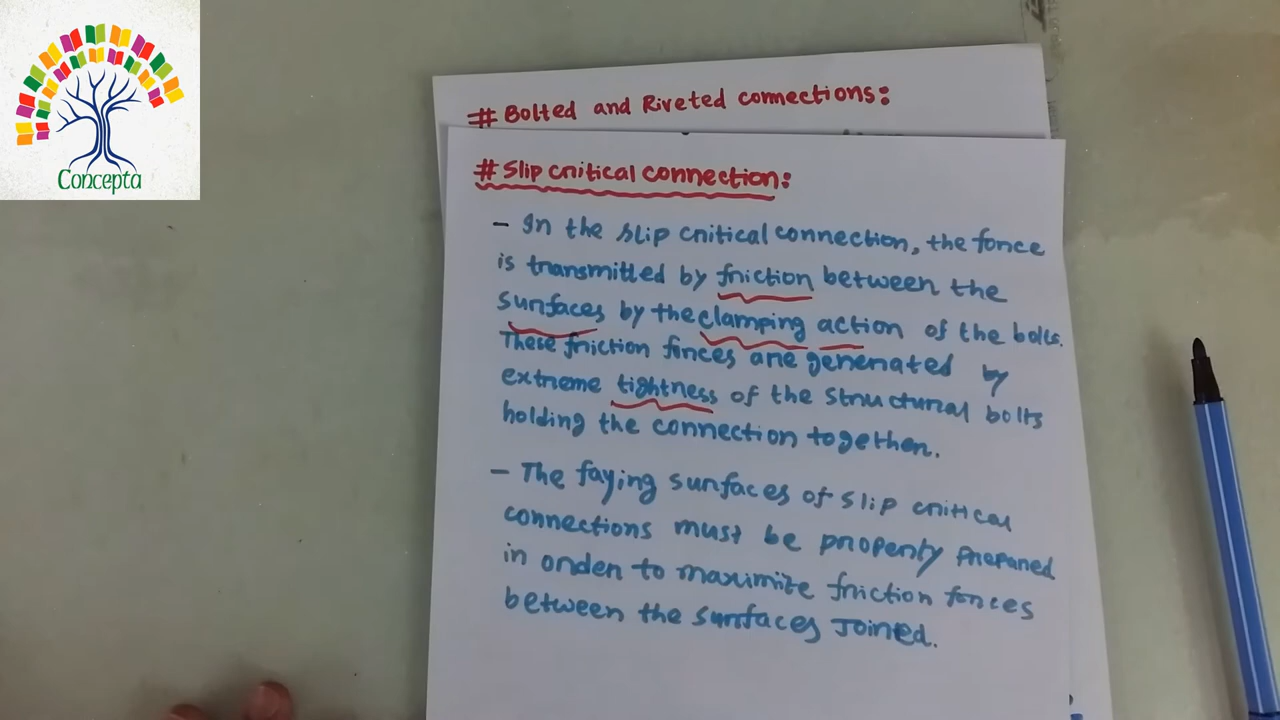 Concepta
# Bolted and Riveted connections:
# Slip critical connection:
- In the slip critical connection, the force
is transmitted by friction between the
surfaces by the clamping action of the bolts.
These friction forces are generated by
extreme tightness of the structural bolts
holding the connection together.
- The faying surfaces of slip critical
connections must be properly prepared
in order to maximize friction forces
between the surfaces joined.